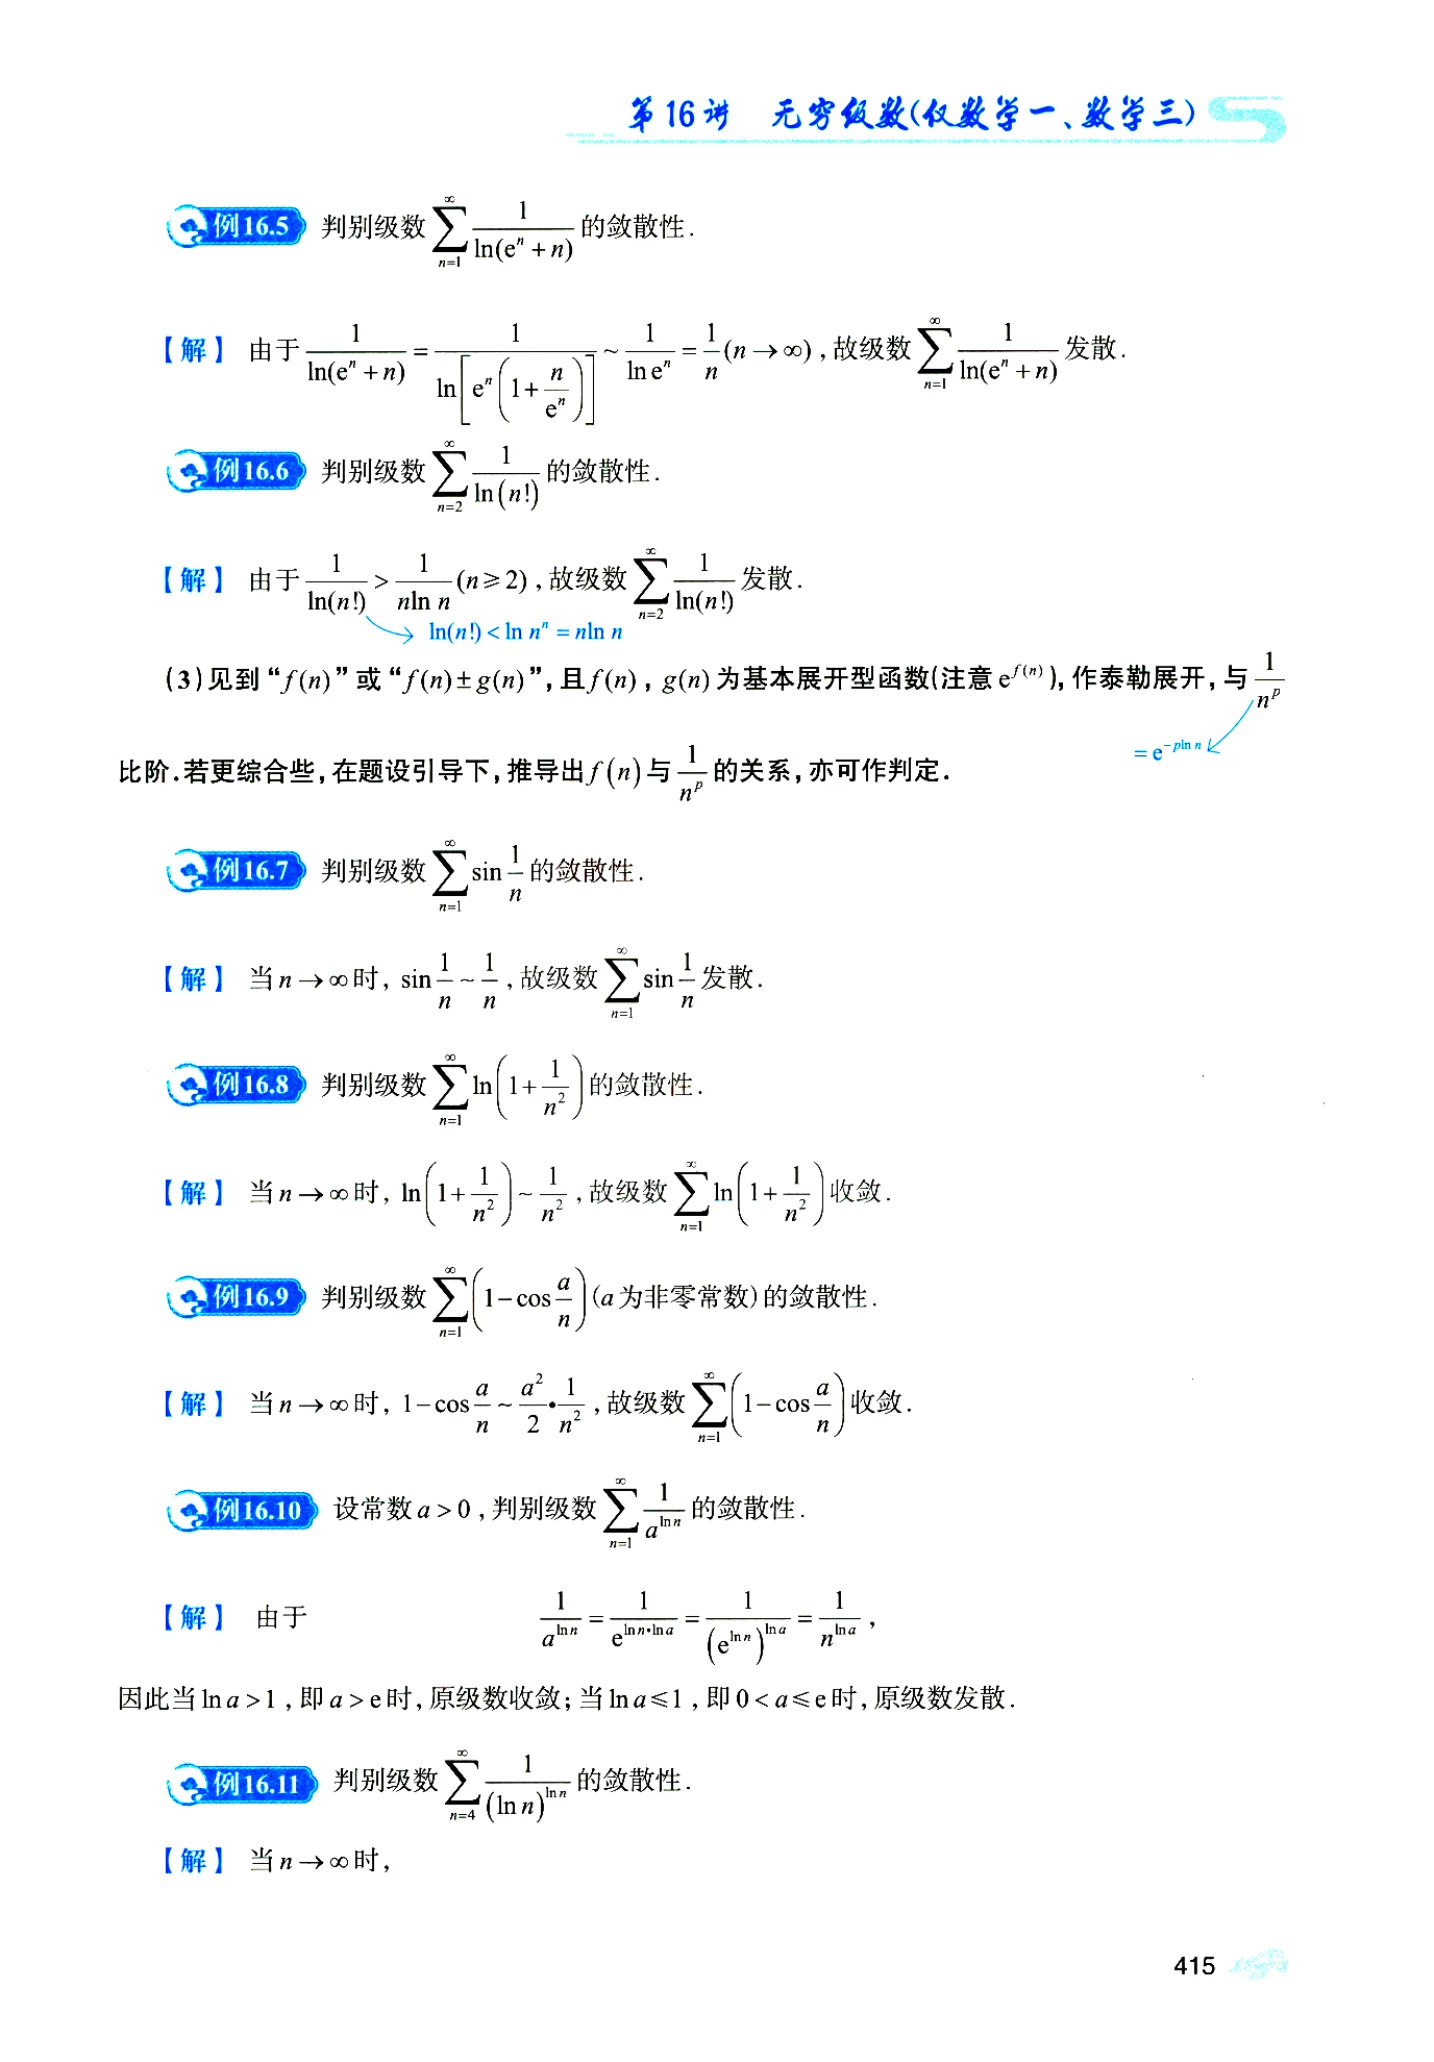 第16讲 无穷级数(仅数学一、数学三)
例16.5 判别级数 $\sum_{n=1}^{\infty}\frac{1}{\ln(e^n+n)}$ 的敛散性.
【解】 由于 $\frac{1}{\ln(e^n+n)}=\frac{1}{\ln\left[e^n\left(1+\frac{n}{e^n}\right)\right]}\sim\frac{1}{\ln e^n}=\frac{1}{n}(n\to\infty)$,故级数 $\sum_{n=1}^{\infty}\frac{1}{\ln(e^n+n)}$ 发散.
例16.6 判别级数 $\sum_{n=2}^{\infty}\frac{1}{\ln(n!)}$ 的敛散性.
【解】 由于 $\frac{1}{\ln(n!)}>\frac{1}{n\ln n}(n\geqslant 2)$,故级数 $\sum_{n=2}^{\infty}\frac{1}{\ln(n!)}$ 发散.
$\ln(n!)<\ln n^n=n\ln n$
(3)见到“$f(n)$”或“$f(n)\pm g(n)$”,且$f(n)$,$g(n)$为基本展开型函数(注意$e^{f(n)}$),作泰勒展开,与$\frac{1}{n^p}$
$=e^{-p\ln n}$
比阶.若更综合些,在题设引导下,推导出$f(n)$与$\frac{1}{n^p}$的关系,亦可作判定.
例16.7 判别级数 $\sum_{n=1}^{\infty}\sin\frac{1}{n}$ 的敛散性.
【解】 当$n\to\infty$时, $\sin\frac{1}{n}\sim\frac{1}{n}$,故级数 $\sum_{n=1}^{\infty}\sin\frac{1}{n}$ 发散.
例16.8 判别级数 $\sum_{n=1}^{\infty}\ln\left(1+\frac{1}{n^2}\right)$ 的敛散性.
【解】 当$n\to\infty$时, $\ln\left(1+\frac{1}{n^2}\right)\sim\frac{1}{n^2}$,故级数 $\sum_{n=1}^{\infty}\ln\left(1+\frac{1}{n^2}\right)$ 收敛.
例16.9 判别级数 $\sum_{n=1}^{\infty}\left(1-\cos\frac{a}{n}\right)$ (a为非零常数)的敛散性.
【解】 当$n\to\infty$时, $1-\cos\frac{a}{n}\sim\frac{a^2}{2}\cdot\frac{1}{n^2}$,故级数 $\sum_{n=1}^{\infty}\left(1-\cos\frac{a}{n}\right)$ 收敛.
例16.10 设常数$a>0$,判别级数 $\sum_{n=1}^{\infty}\frac{1}{a^{\ln n}}$ 的敛散性.
【解】 由于 $\frac{1}{a^{\ln n}}=\frac{1}{e^{\ln n\cdot\ln a}}=\frac{1}{\left(e^{\ln n}\right)^{\ln a}}=\frac{1}{n^{\ln a}}$,
因此当$\ln a>1$,即$a>e$时,原级数收敛;当$\ln a\leqslant 1$,即$0<a\leqslant e$时,原级数发散.
例16.11 判别级数 $\sum_{n=4}^{\infty}\frac{1}{(\ln n)^{\ln n}}$ 的敛散性.
【解】 当$n\to\infty$时,
415